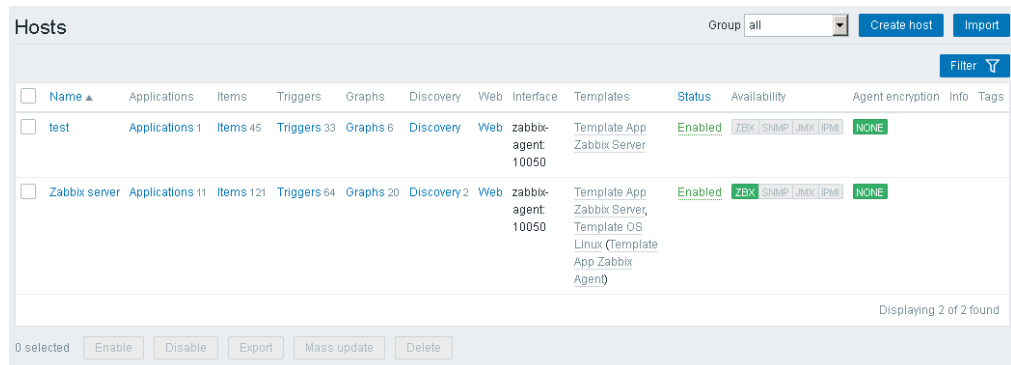 Hosts
Group all Create host Import
Filter
Name Applications Items Triggers Graphs Discovery Web Interface Templates Status Availability Agent encryption Info Tags
test Applications 1 Items 45 Triggers 33 Graphs 6 Discovery Web zabbix- Template App Enabled ZBX SNMP JMX IPMI NONE
agent: Zabbix Server
10050
Zabbix server Applications 11 Items 121 Triggers 64 Graphs 20 Discovery 2 Web zabbix- Template App Enabled ZBX SNMP JMX IPMI NONE
agent: Zabbix Server,
10050 Template OS
Linux (Template
App Zabbix
Agent)
Displaying 2 of 2 found
0 selected Enable Disable Export Mass update Delete